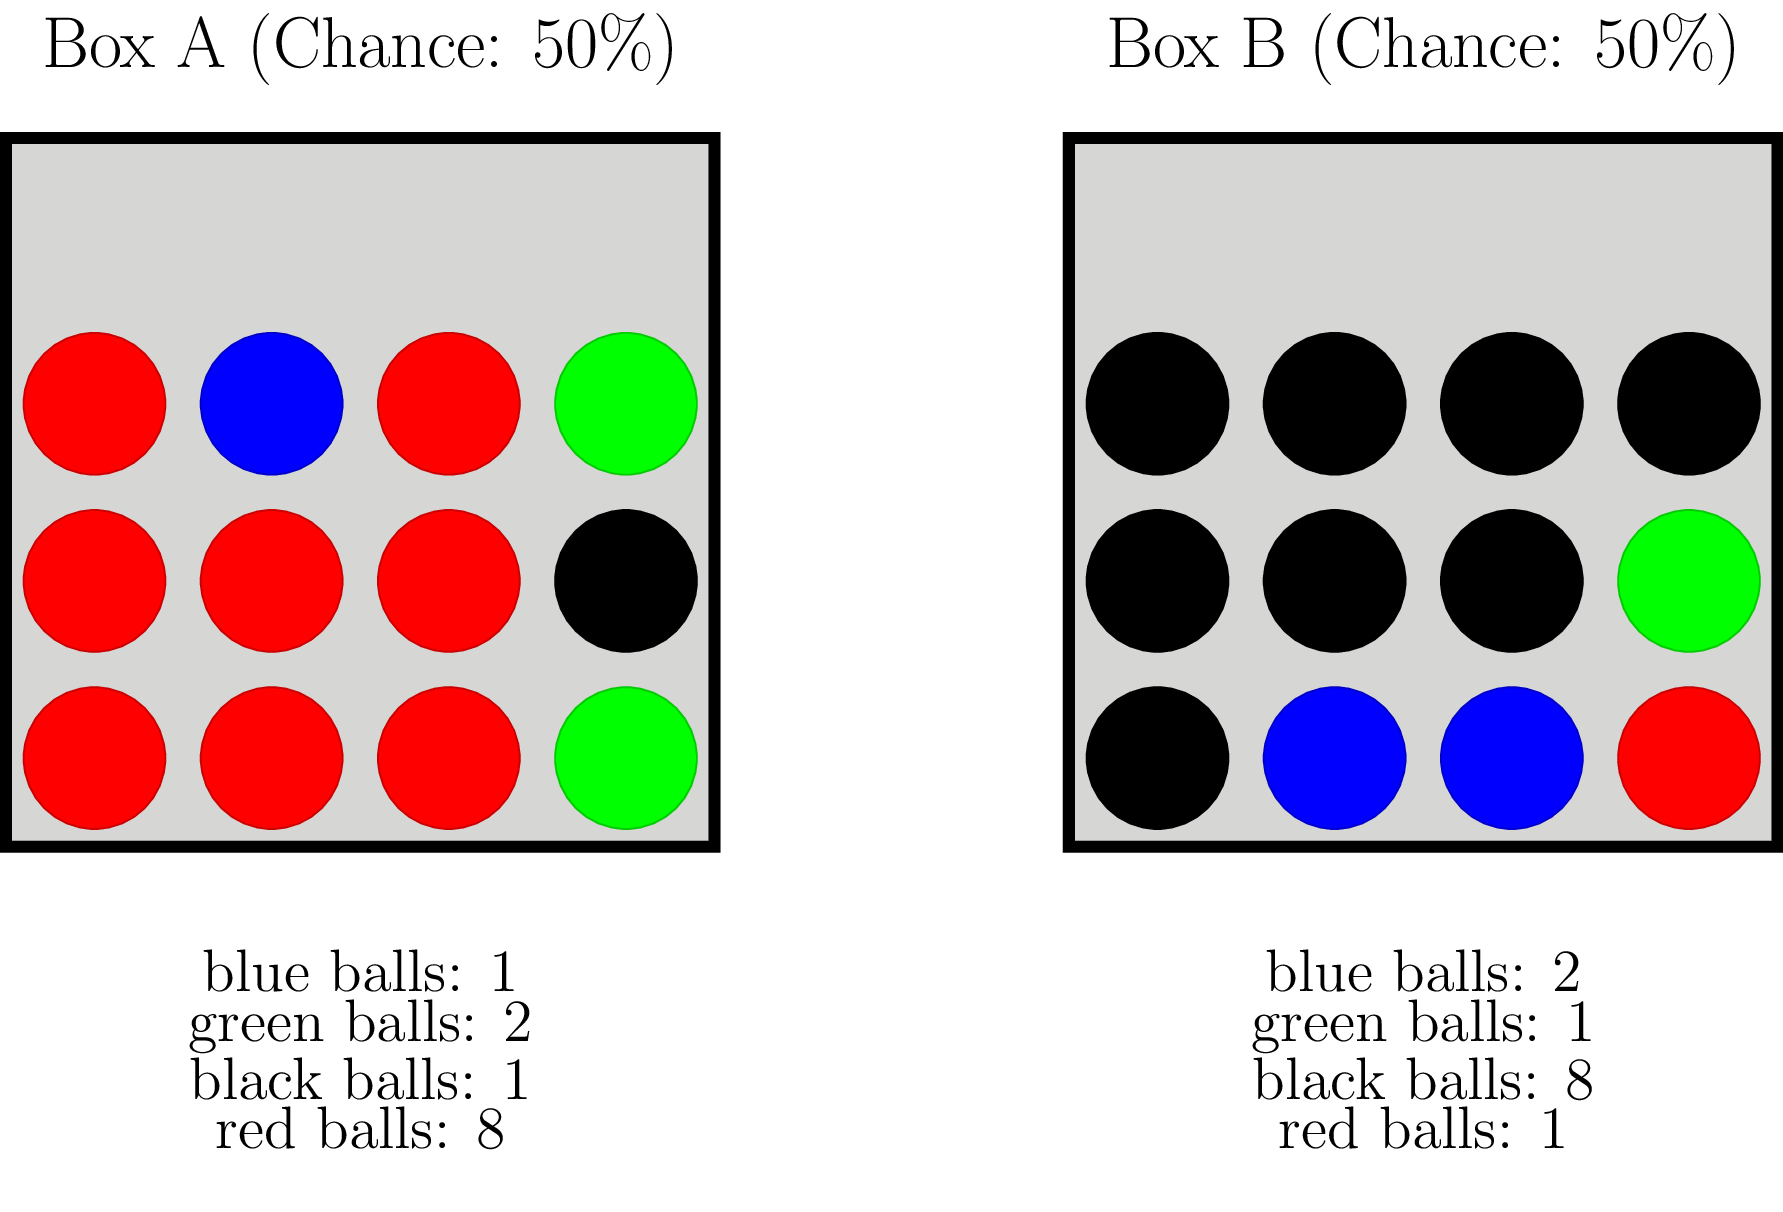 Box A (Chance: 50%)
Box B (Chance: 50%)
blue balls: 1
green balls: 2
black balls: 1
red balls: 8
blue balls: 2
green balls: 1
black balls: 8
red balls: 1